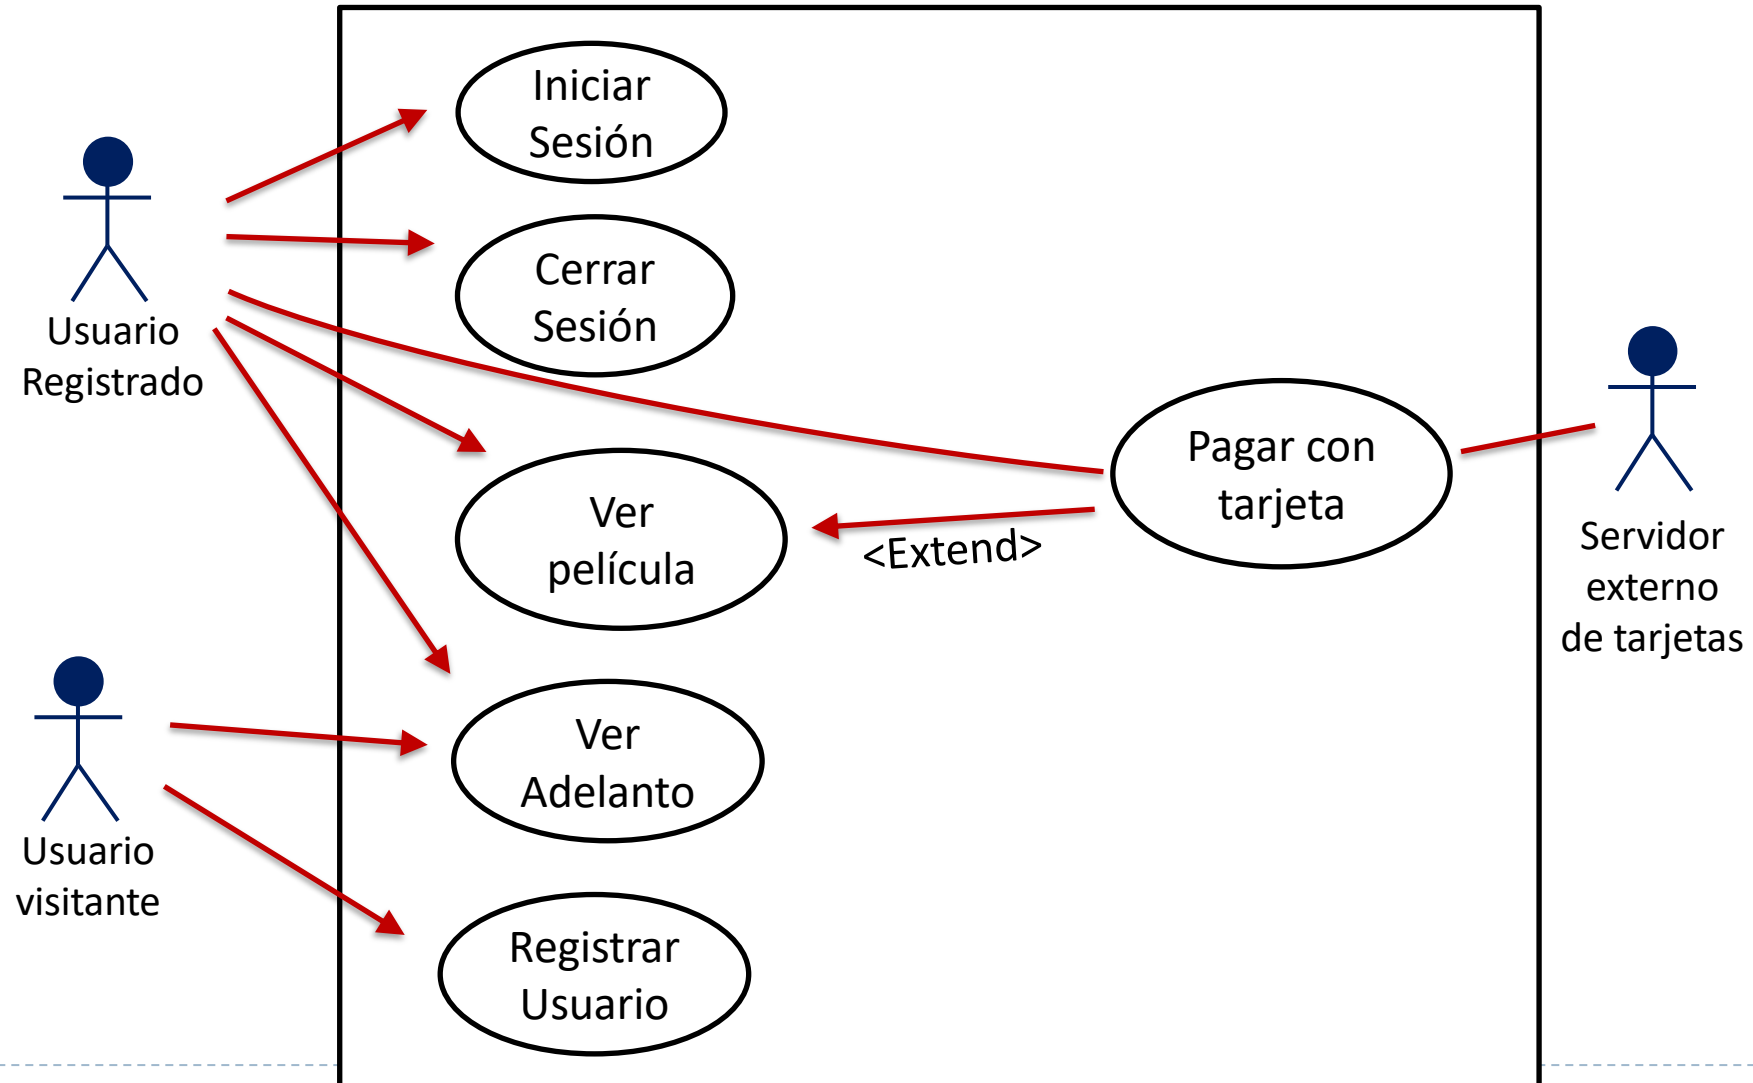 Iniciar
Sesión
Usuario
Registrado
Cerrar
Sesión
Ver
película
<Extend>
Pagar con
tarjeta
Servidor
externo
de tarjetas
Usuario
visitante
Ver
Adelanto
Registrar
Usuario